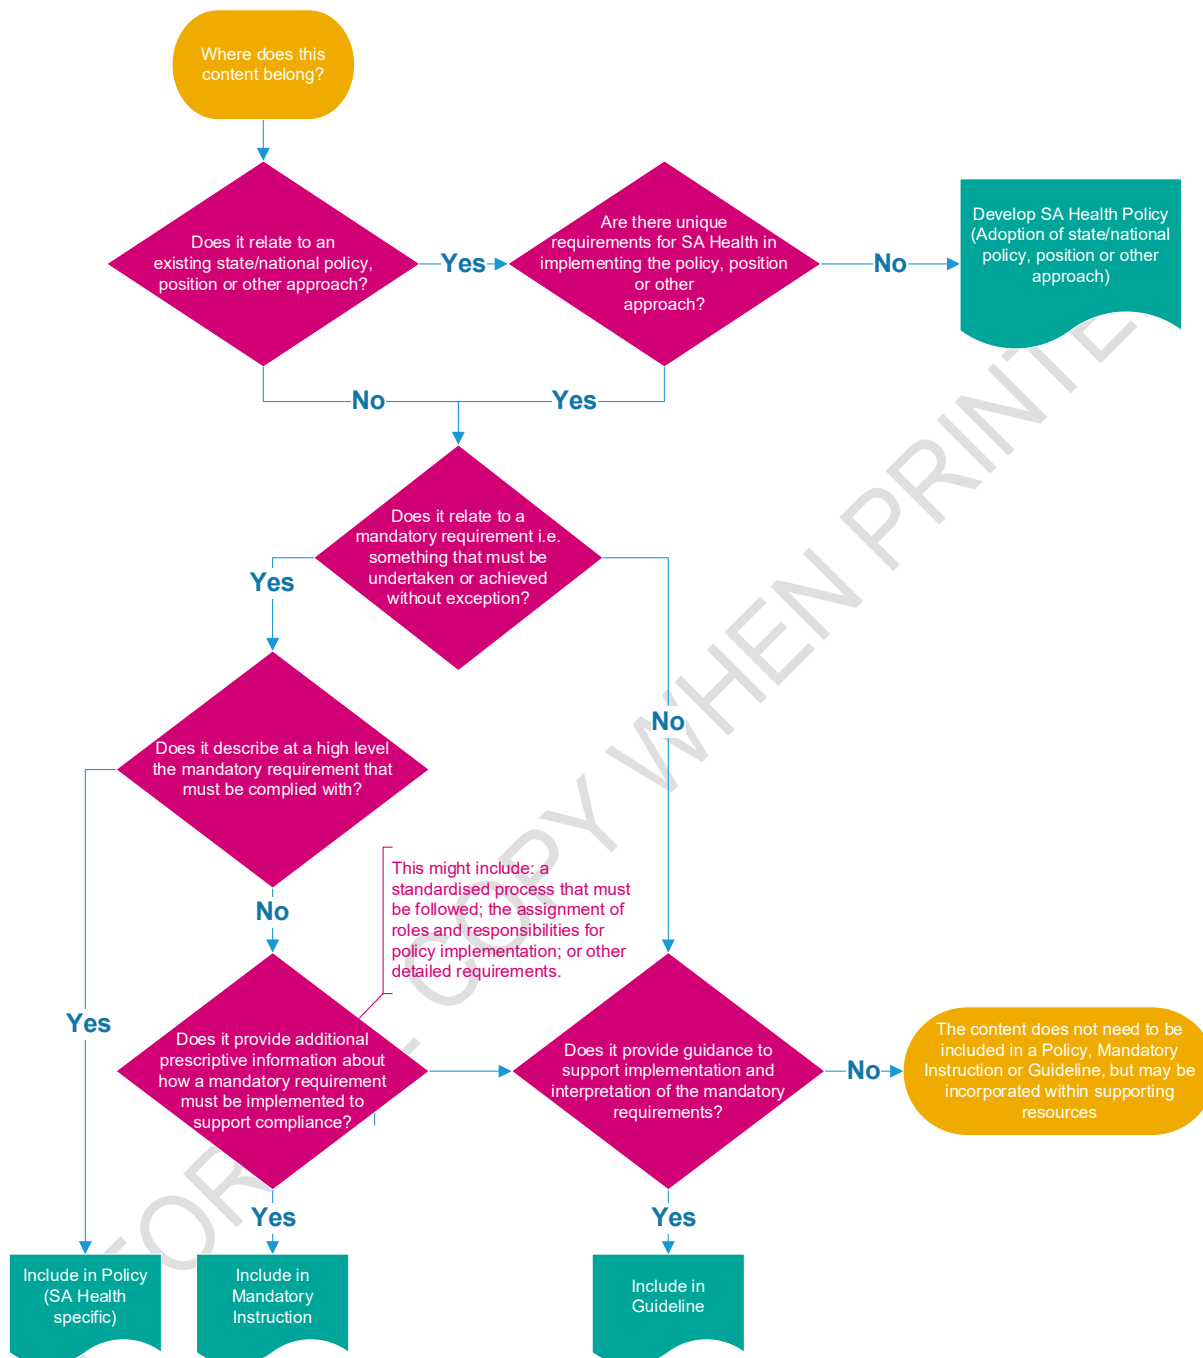 Where does this
content belong?
Does it relate to an
existing state/national policy,
position or other approach?
Yes
Are there unique
requirements for SA Health in
implementing the policy, position
or other
approach?
No
Develop SA Health Policy
(Adoption of state/national
policy, position or other
approach)
No
Yes
Does it relate to a
mandatory requirement i.e.
something that must be
undertaken or achieved
without exception?
Yes
No
Does it describe at a high level
the mandatory requirement that
must be complied with?
No
This might include: a
standardised process that must
be followed; the assignment of
roles and responsibilities for
policy implementation; or other
detailed requirements.
Yes
Does it provide additional
prescriptive information about
how a mandatory requirement
must be implemented to
support compliance?
Does it provide guidance to
support implementation and
interpretation of the mandatory
requirements?
No
The content does not need to be
included in a Policy, Mandatory
Instruction or Guideline, but may be
incorporated within supporting
resources
Yes
Yes
Include in Policy
(SA Health
specific)
Include in
Mandatory
Instruction
Include in
Guideline
FOR COPY WHEN PRINTE